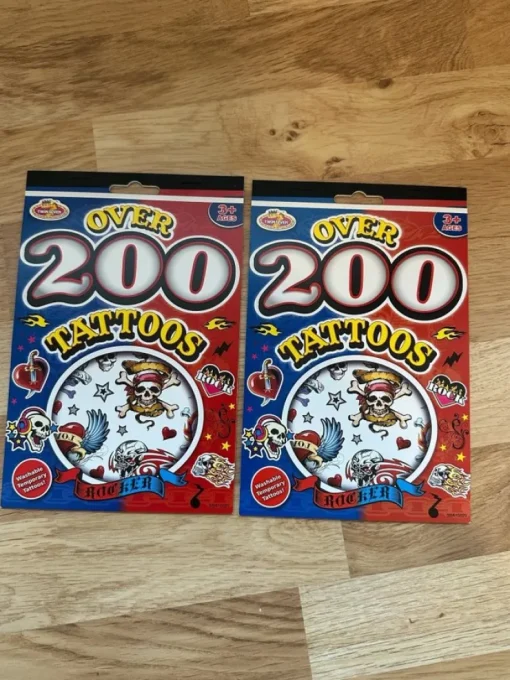 3+
AGES
OVER
200
TATTOOS
ROCKER
Washable
Temporary
Tattoos!
3+
AGES
OVER
200
TATTOOS
ROCKER
Washable
Temporary
Tattoos!